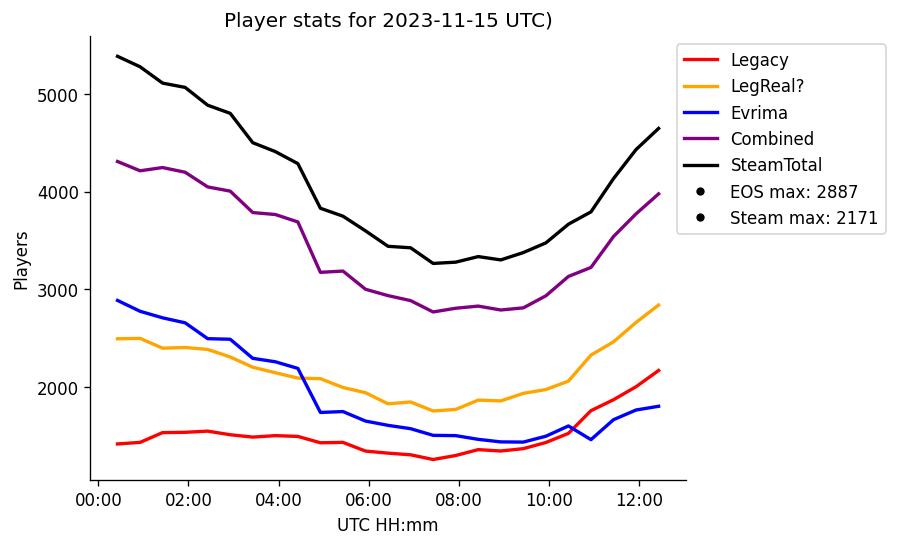 Player stats for 2023-11-15 UTC)
Legacy
LegReal?
Evrima
Combined
SteamTotal
EOS max: 2887
Steam max: 2171
Players
5000
4000
3000
2000
00:00 02:00 04:00 06:00 08:00 10:00 12:00
UTC HH:mm